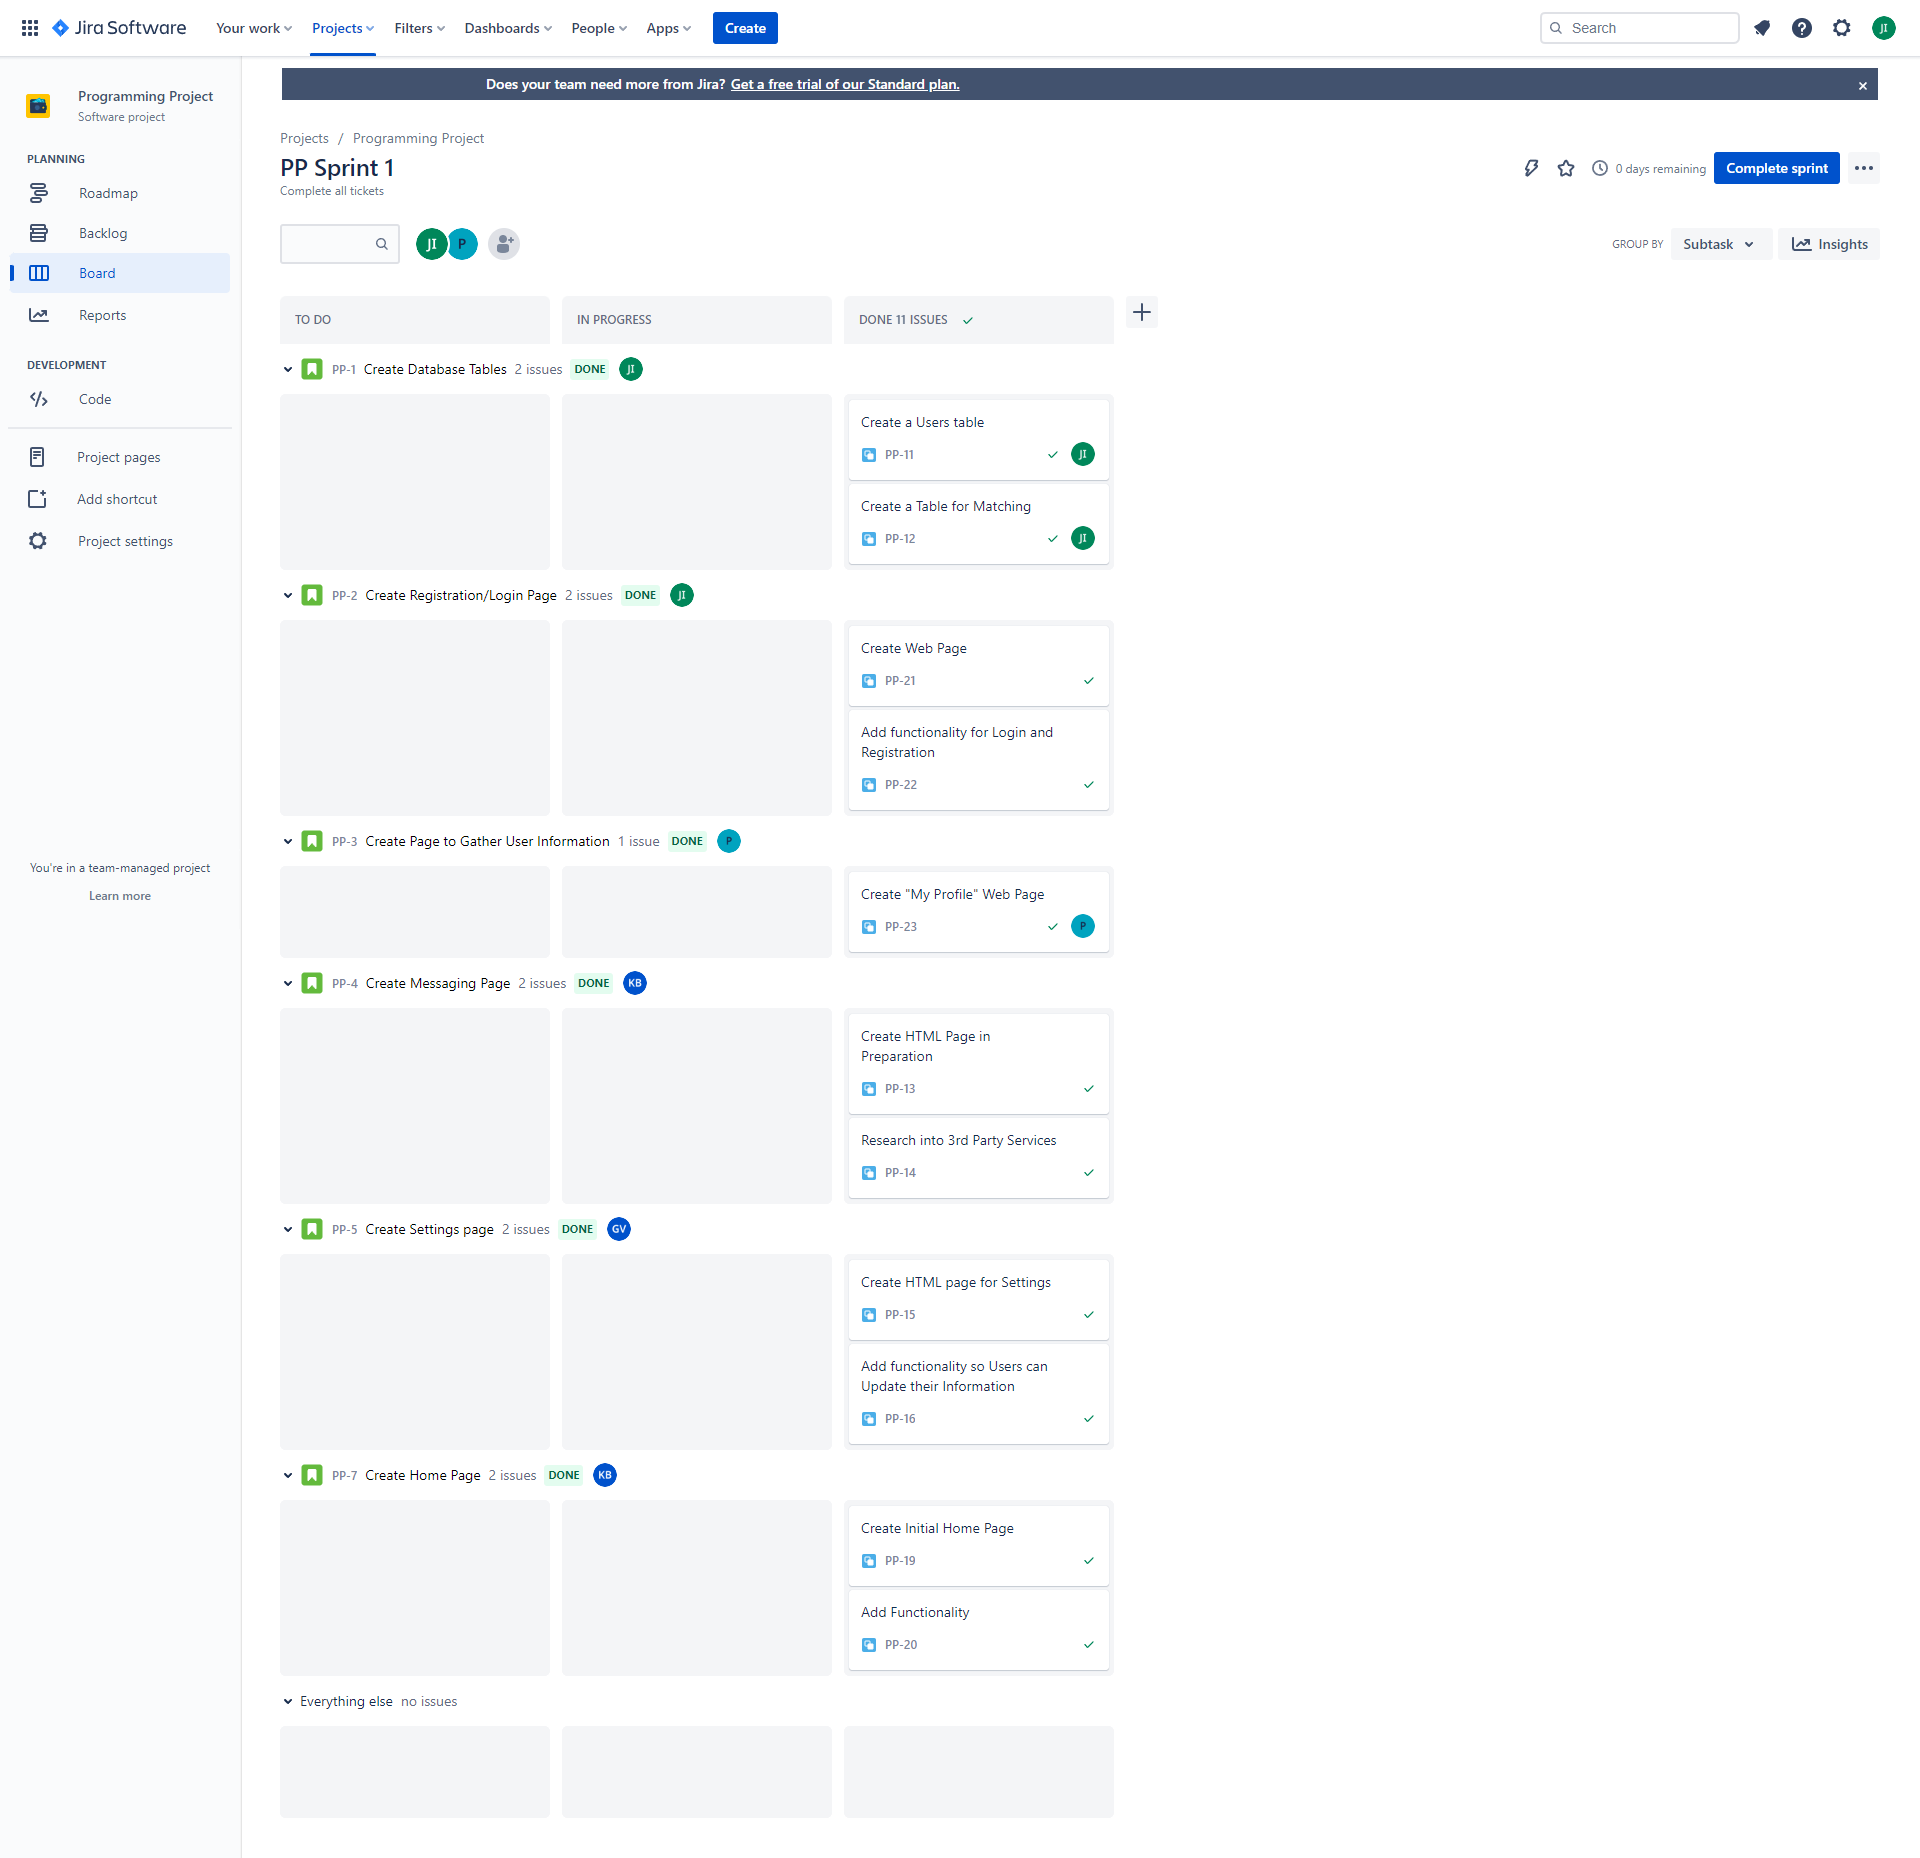 Jira Software
Your work
Projects
Filters
Dashboards
People
Apps
Create
Search
JI
Does your team need more from Jira? Get a free trial of our Standard plan.
Programming Project
Software project
PLANNING
Roadmap
Backlog
Board
Reports
DEVELOPMENT
Code
Project pages
Add shortcut
Project settings
You're in a team-managed project
Learn more
Projects / Programming Project
PP Sprint 1
Complete all tickets
0 days remaining
Complete sprint
JI
P
GROUP BY
Subtask
Insights
TO DO
IN PROGRESS
DONE 11 ISSUES
PP-1 Create Database Tables 2 issues DONE JI
Create a Users table
PP-11 JI
Create a Table for Matching
PP-12 JI
PP-2 Create Registration/Login Page 2 issues DONE JI
Create Web Page
PP-21
Add functionality for Login and
Registration
PP-22
PP-3 Create Page to Gather User Information 1 issue DONE P
Create "My Profile" Web Page
PP-23 P
PP-4 Create Messaging Page 2 issues DONE KB
Create HTML Page in
Preparation
PP-13
Research into 3rd Party Services
PP-14
PP-5 Create Settings page 2 issues DONE GV
Create HTML page for Settings
PP-15
Add functionality so Users can
Update their Information
PP-16
PP-7 Create Home Page 2 issues DONE KB
Create Initial Home Page
PP-19
Add Functionality
PP-20
Everything else no issues